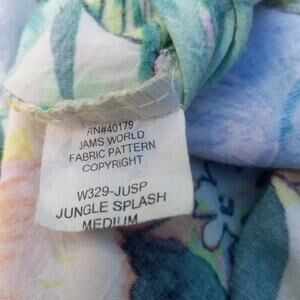 RN#40179
JAMS WORLD
FABRIC PATTERN
COPYRIGHT
W329-JUSP
JUNGLE SPLASH
MEDIUM